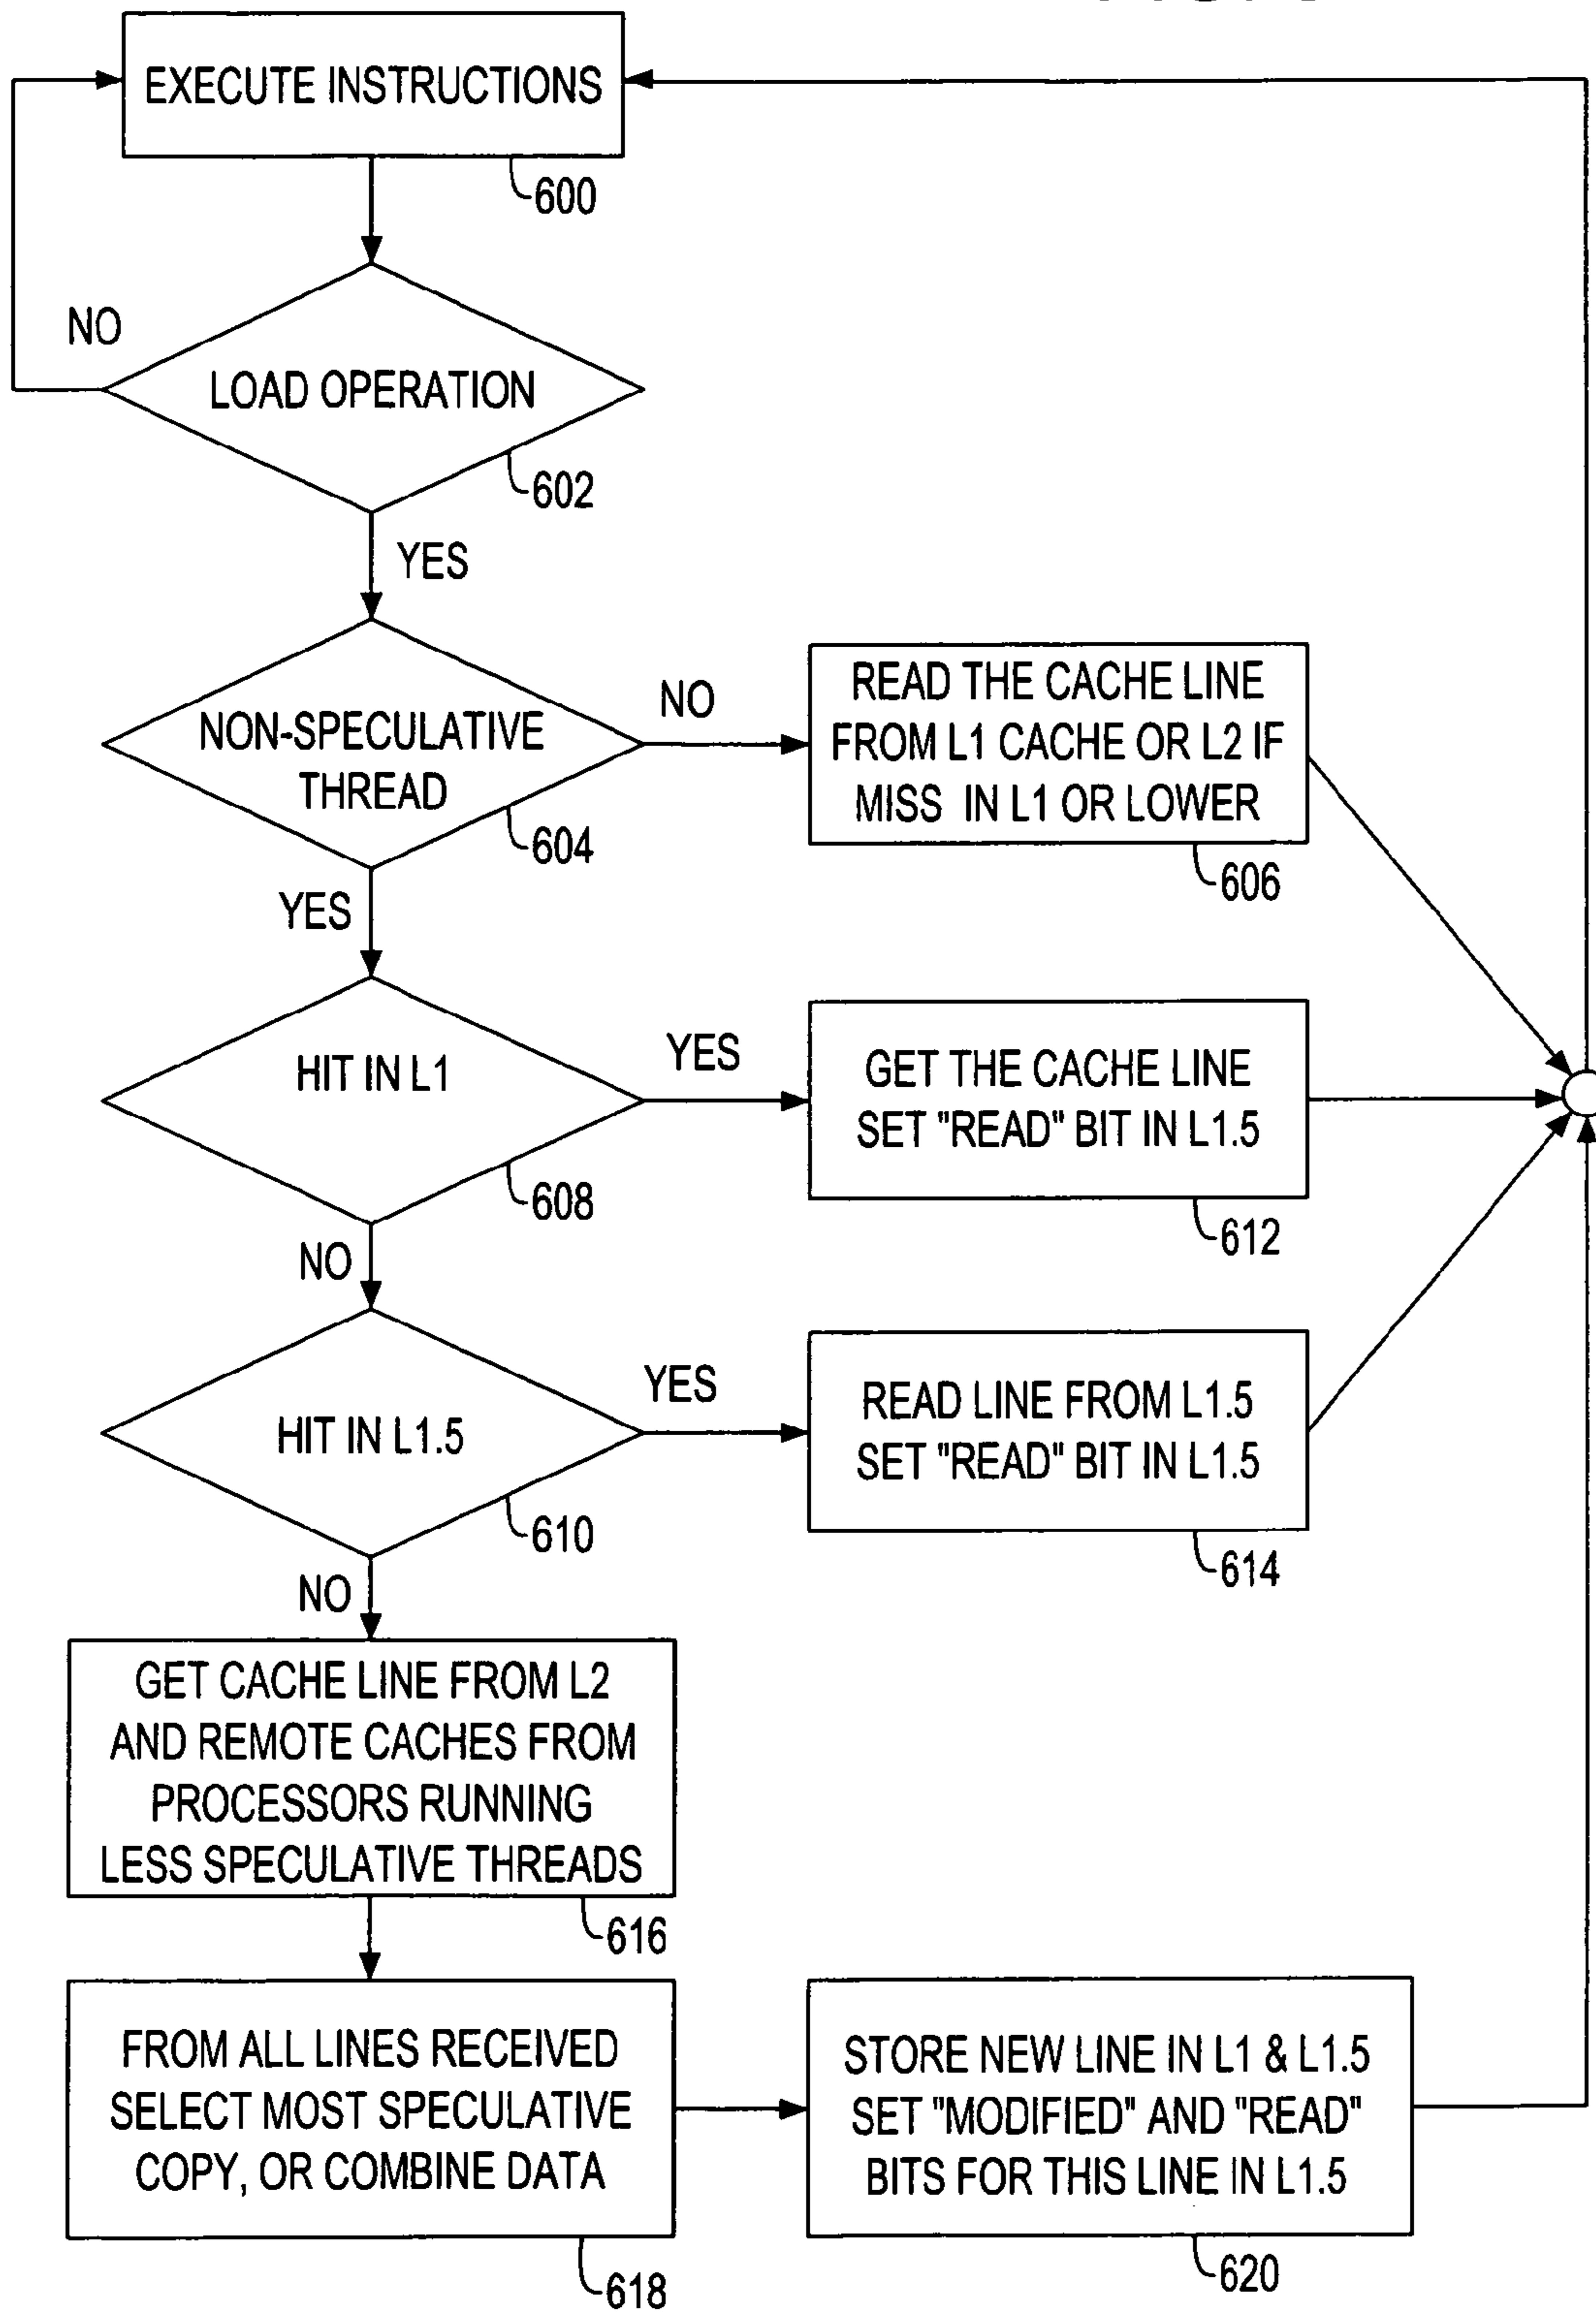 EXECUTE INSTRUCTIONS
600
NO
LOAD OPERATION
602
YES
NON-SPECULATIVE
THREAD
604
NO
READ THE CACHE LINE
FROM L1 CACHE OR L2 IF
MISS IN L1 OR LOWER
606
YES
HIT IN L1
608
YES
GET THE CACHE LINE
SET "READ" BIT IN L1.5
612
NO
HIT IN L1.5
610
YES
READ LINE FROM L1.5
SET "READ" BIT IN L1.5
614
NO
GET CACHE LINE FROM L2
AND REMOTE CACHES FROM
PROCESSORS RUNNING
LESS SPECULATIVE THREADS
616
FROM ALL LINES RECEIVED
SELECT MOST SPECULATIVE
COPY, OR COMBINE DATA
618
STORE NEW LINE IN L1 & L1.5
SET "MODIFIED" AND "READ"
BITS FOR THIS LINE IN L1.5
620